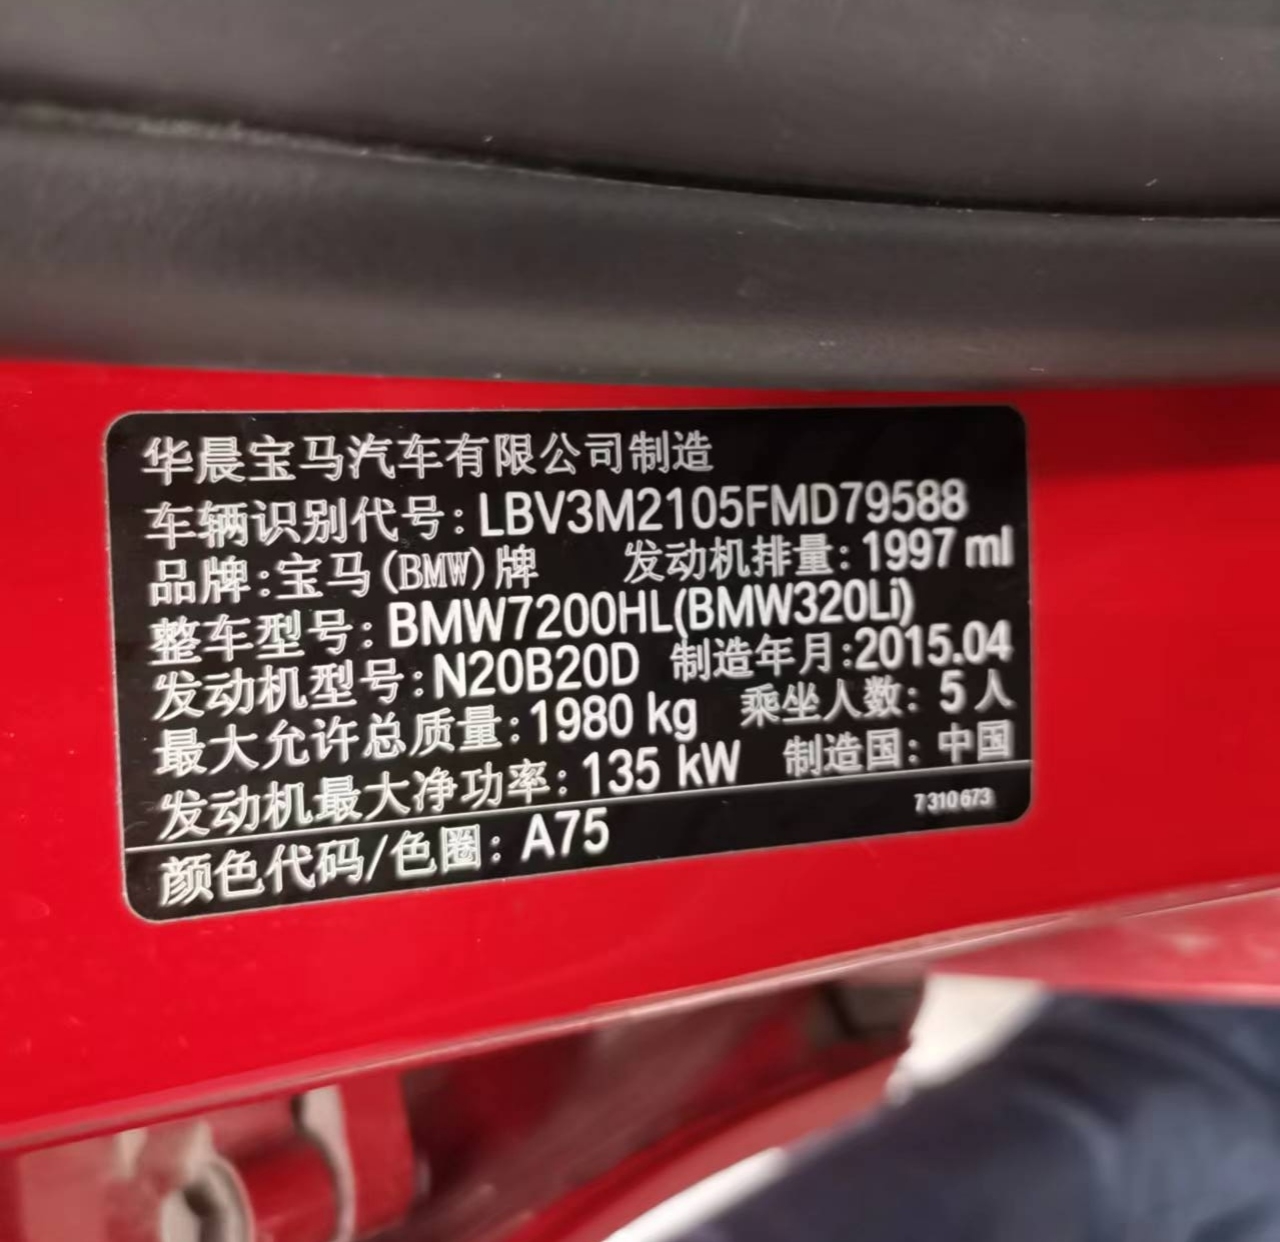 华晨宝马汽车有限公司制造
车辆识别代号:LBV3M2105FMD79588
品牌:宝马(BMW)牌 发动机排量:1997 ml
整车型号:BMW7200HL(BMW320Li)
发动机型号:N20B20D 制造年月:2015.04
最大允许总质量:1980 kg 乘坐人数:5人
发动机最大净功率:135 kW 制造国:中国
7 310 673
颜色代码/色圈:A75